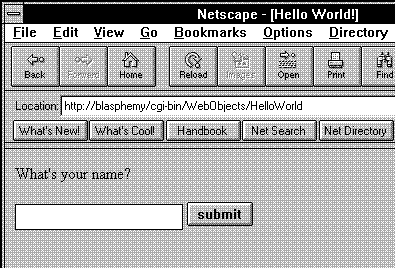 Netscape - [Hello World!]
File Edit View Go Bookmarks Options Directory
Back Forward Home Reload Images Open Print Find
Location: http://blasphemy/cgi-bin/WebObjects/HelloWorld
What's New! What's Cool! Handbook Net Search Net Directory
What's your name?
submit